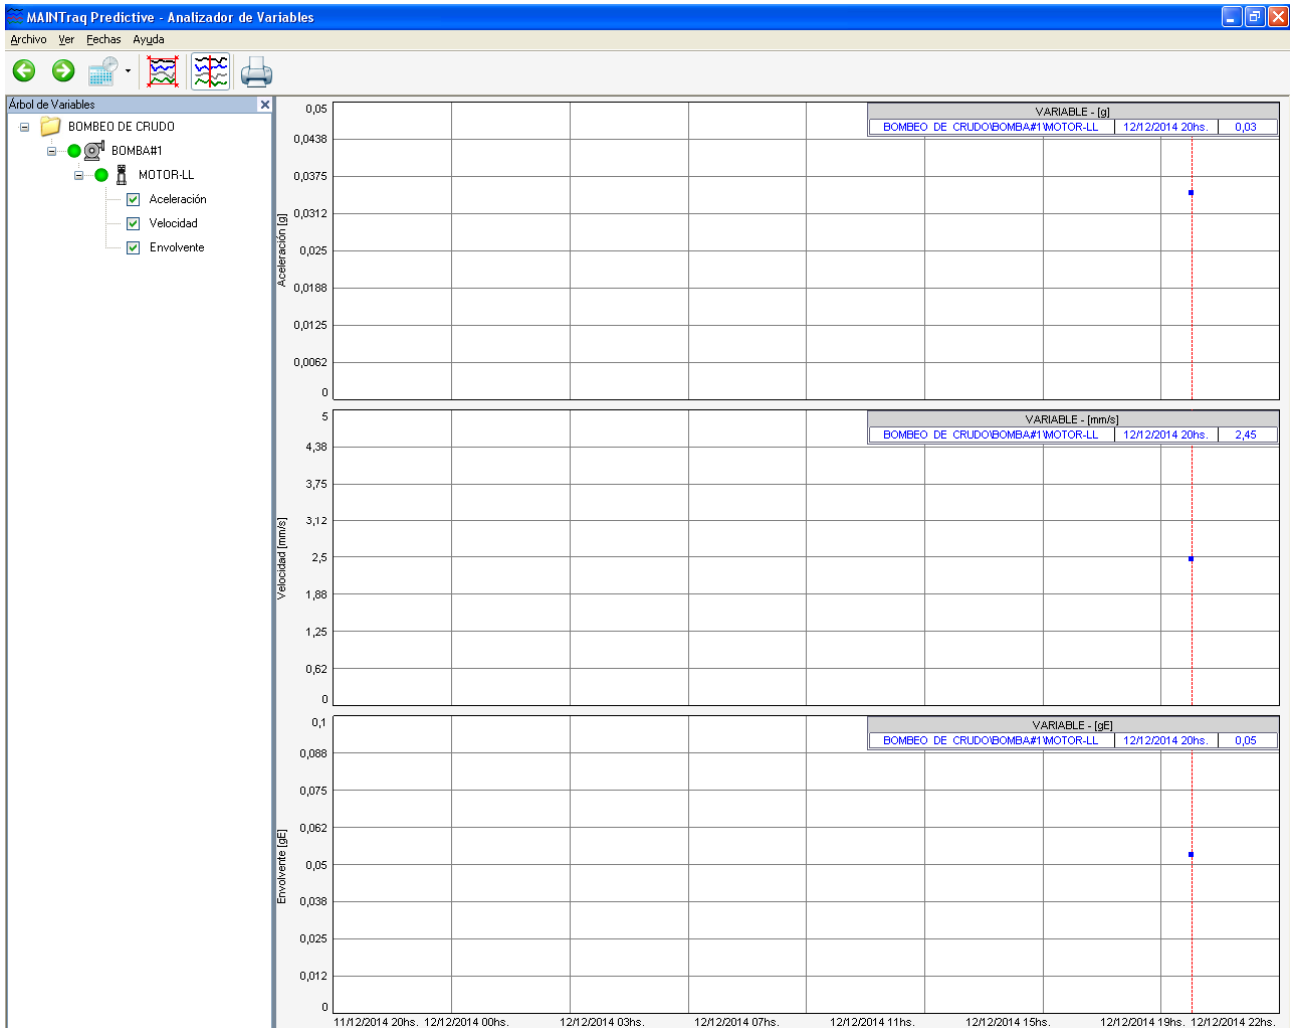 MAINTraq Predictive - Analizador de Variables
Archivo Ver Fechas Ayuda
Árbol de Variables
BOMBEO DE CRUDO
BOMBA#1
MOTOR-LL
Aceleración
Velocidad
Envolvente
Aceleración [g]
0,05
0,0438
0,0375
0,0312
0,025
0,0188
0,0125
0,0062
0
VARIABLE - [g]
BOMBEO DE CRUDO\BOMBA#1\MOTOR-LL 12/12/2014 20hs. 0,03
Velocidad [mm/s]
5
4,38
3,75
3,12
2,5
1,88
1,25
0,62
0
VARIABLE - [mm/s]
BOMBEO DE CRUDO\BOMBA#1\MOTOR-LL 12/12/2014 20hs. 2,45
Envolvente [gE]
0,1
0,088
0,075
0,062
0,05
0,038
0,025
0,012
0
VARIABLE - [gE]
BOMBEO DE CRUDO\BOMBA#1\MOTOR-LL 12/12/2014 20hs. 0,05
11/12/2014 20hs. 12/12/2014 00hs. 12/12/2014 03hs. 12/12/2014 07hs. 12/12/2014 11hs. 12/12/2014 15hs. 12/12/2014 19hs. 12/12/2014 22hs.